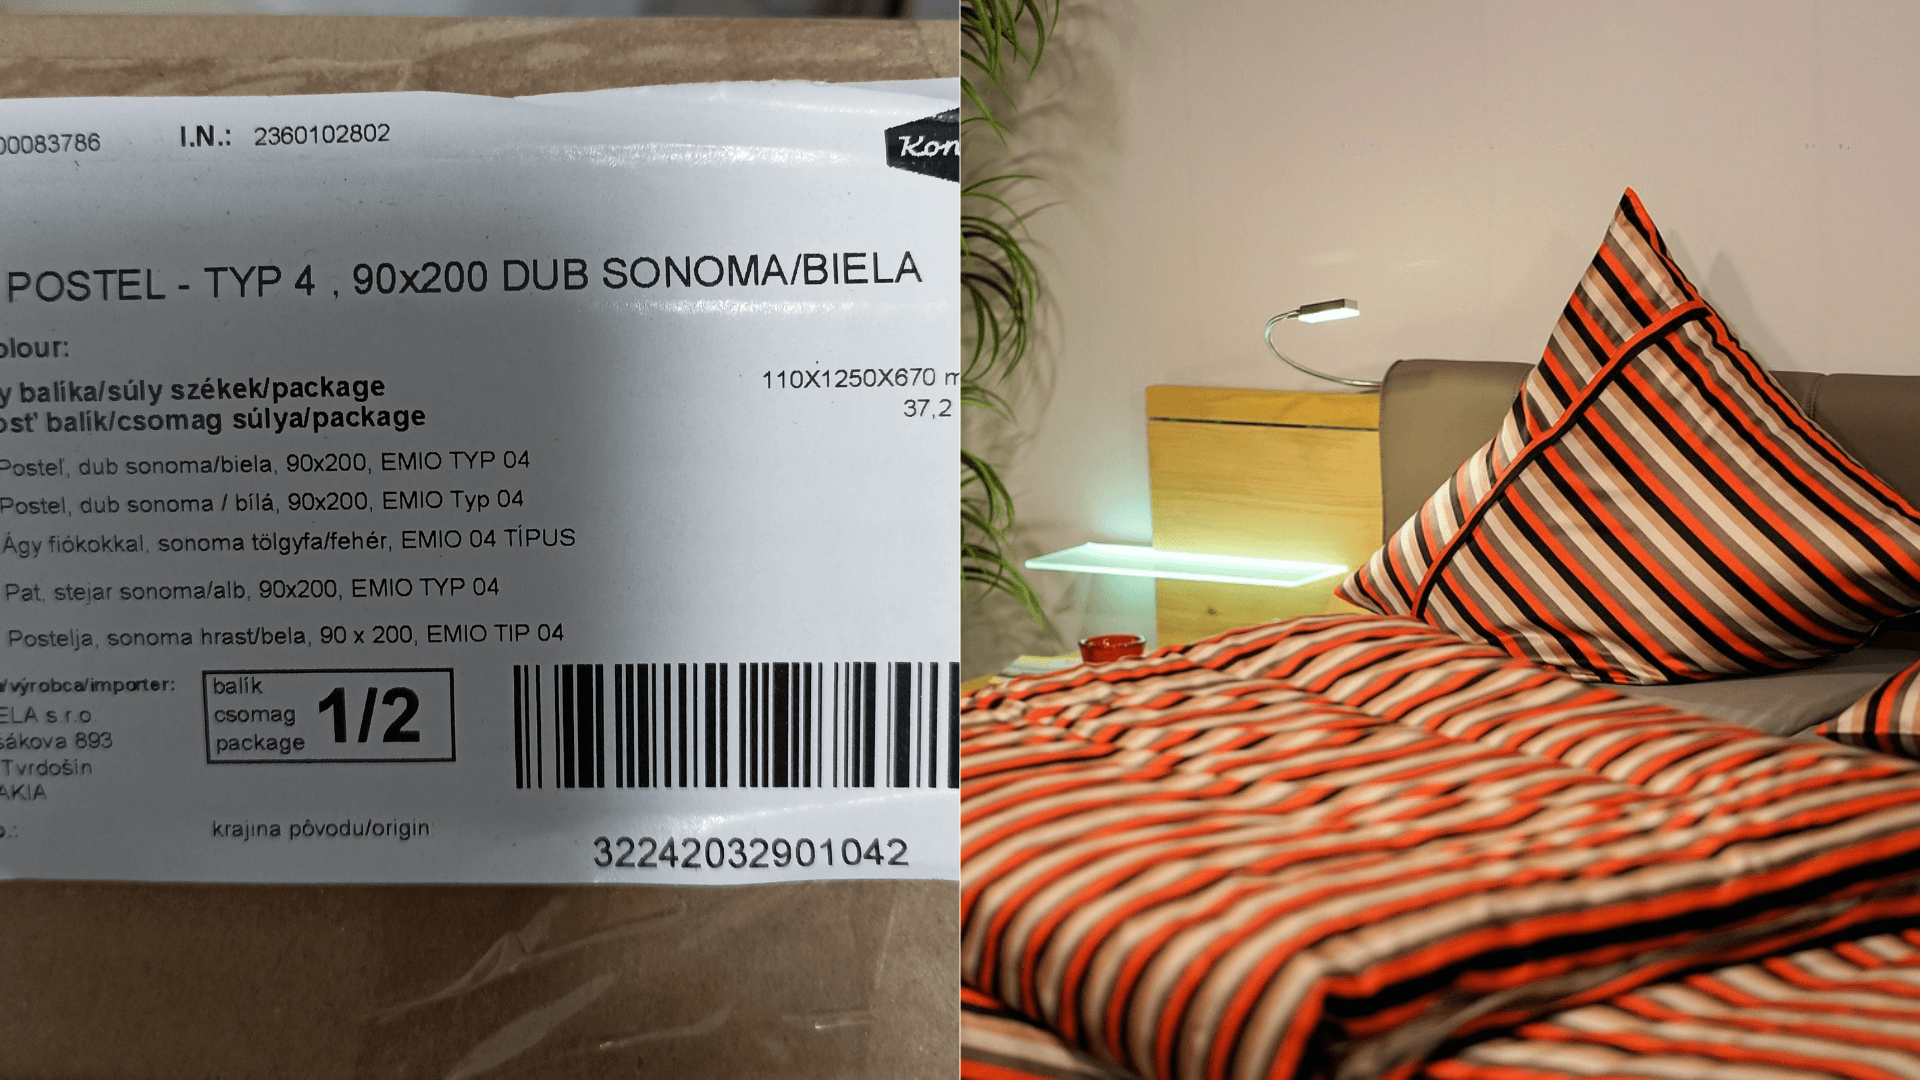 00083786 I.N.: 2360102802
Kon
POSTEL - TYP 4 , 90x200 DUB SONOMA/BIELA
olour:
y balíka/súly székek/package 110X1250X670 m
osť balík/csomag súlya/package 37,2
Posteľ, dub sonoma/biela, 90x200, EMIO TYP 04
Postel, dub sonoma / bílá, 90x200, EMIO Typ 04
Ágy fiókokkal, sonoma tölgyfa/fehér, EMIO 04 TÍPUS
Pat, stejar sonoma/alb, 90x200, EMIO TYP 04
Postelja, sonoma hrast/bela, 90 x 200, EMIO TIP 04
/výrobca/importer:
ELA s.r.o
sákova 893
Tvrdošín
AKIA
balík
csomag
package
1/2
krajina pôvodu/origin
32242032901042